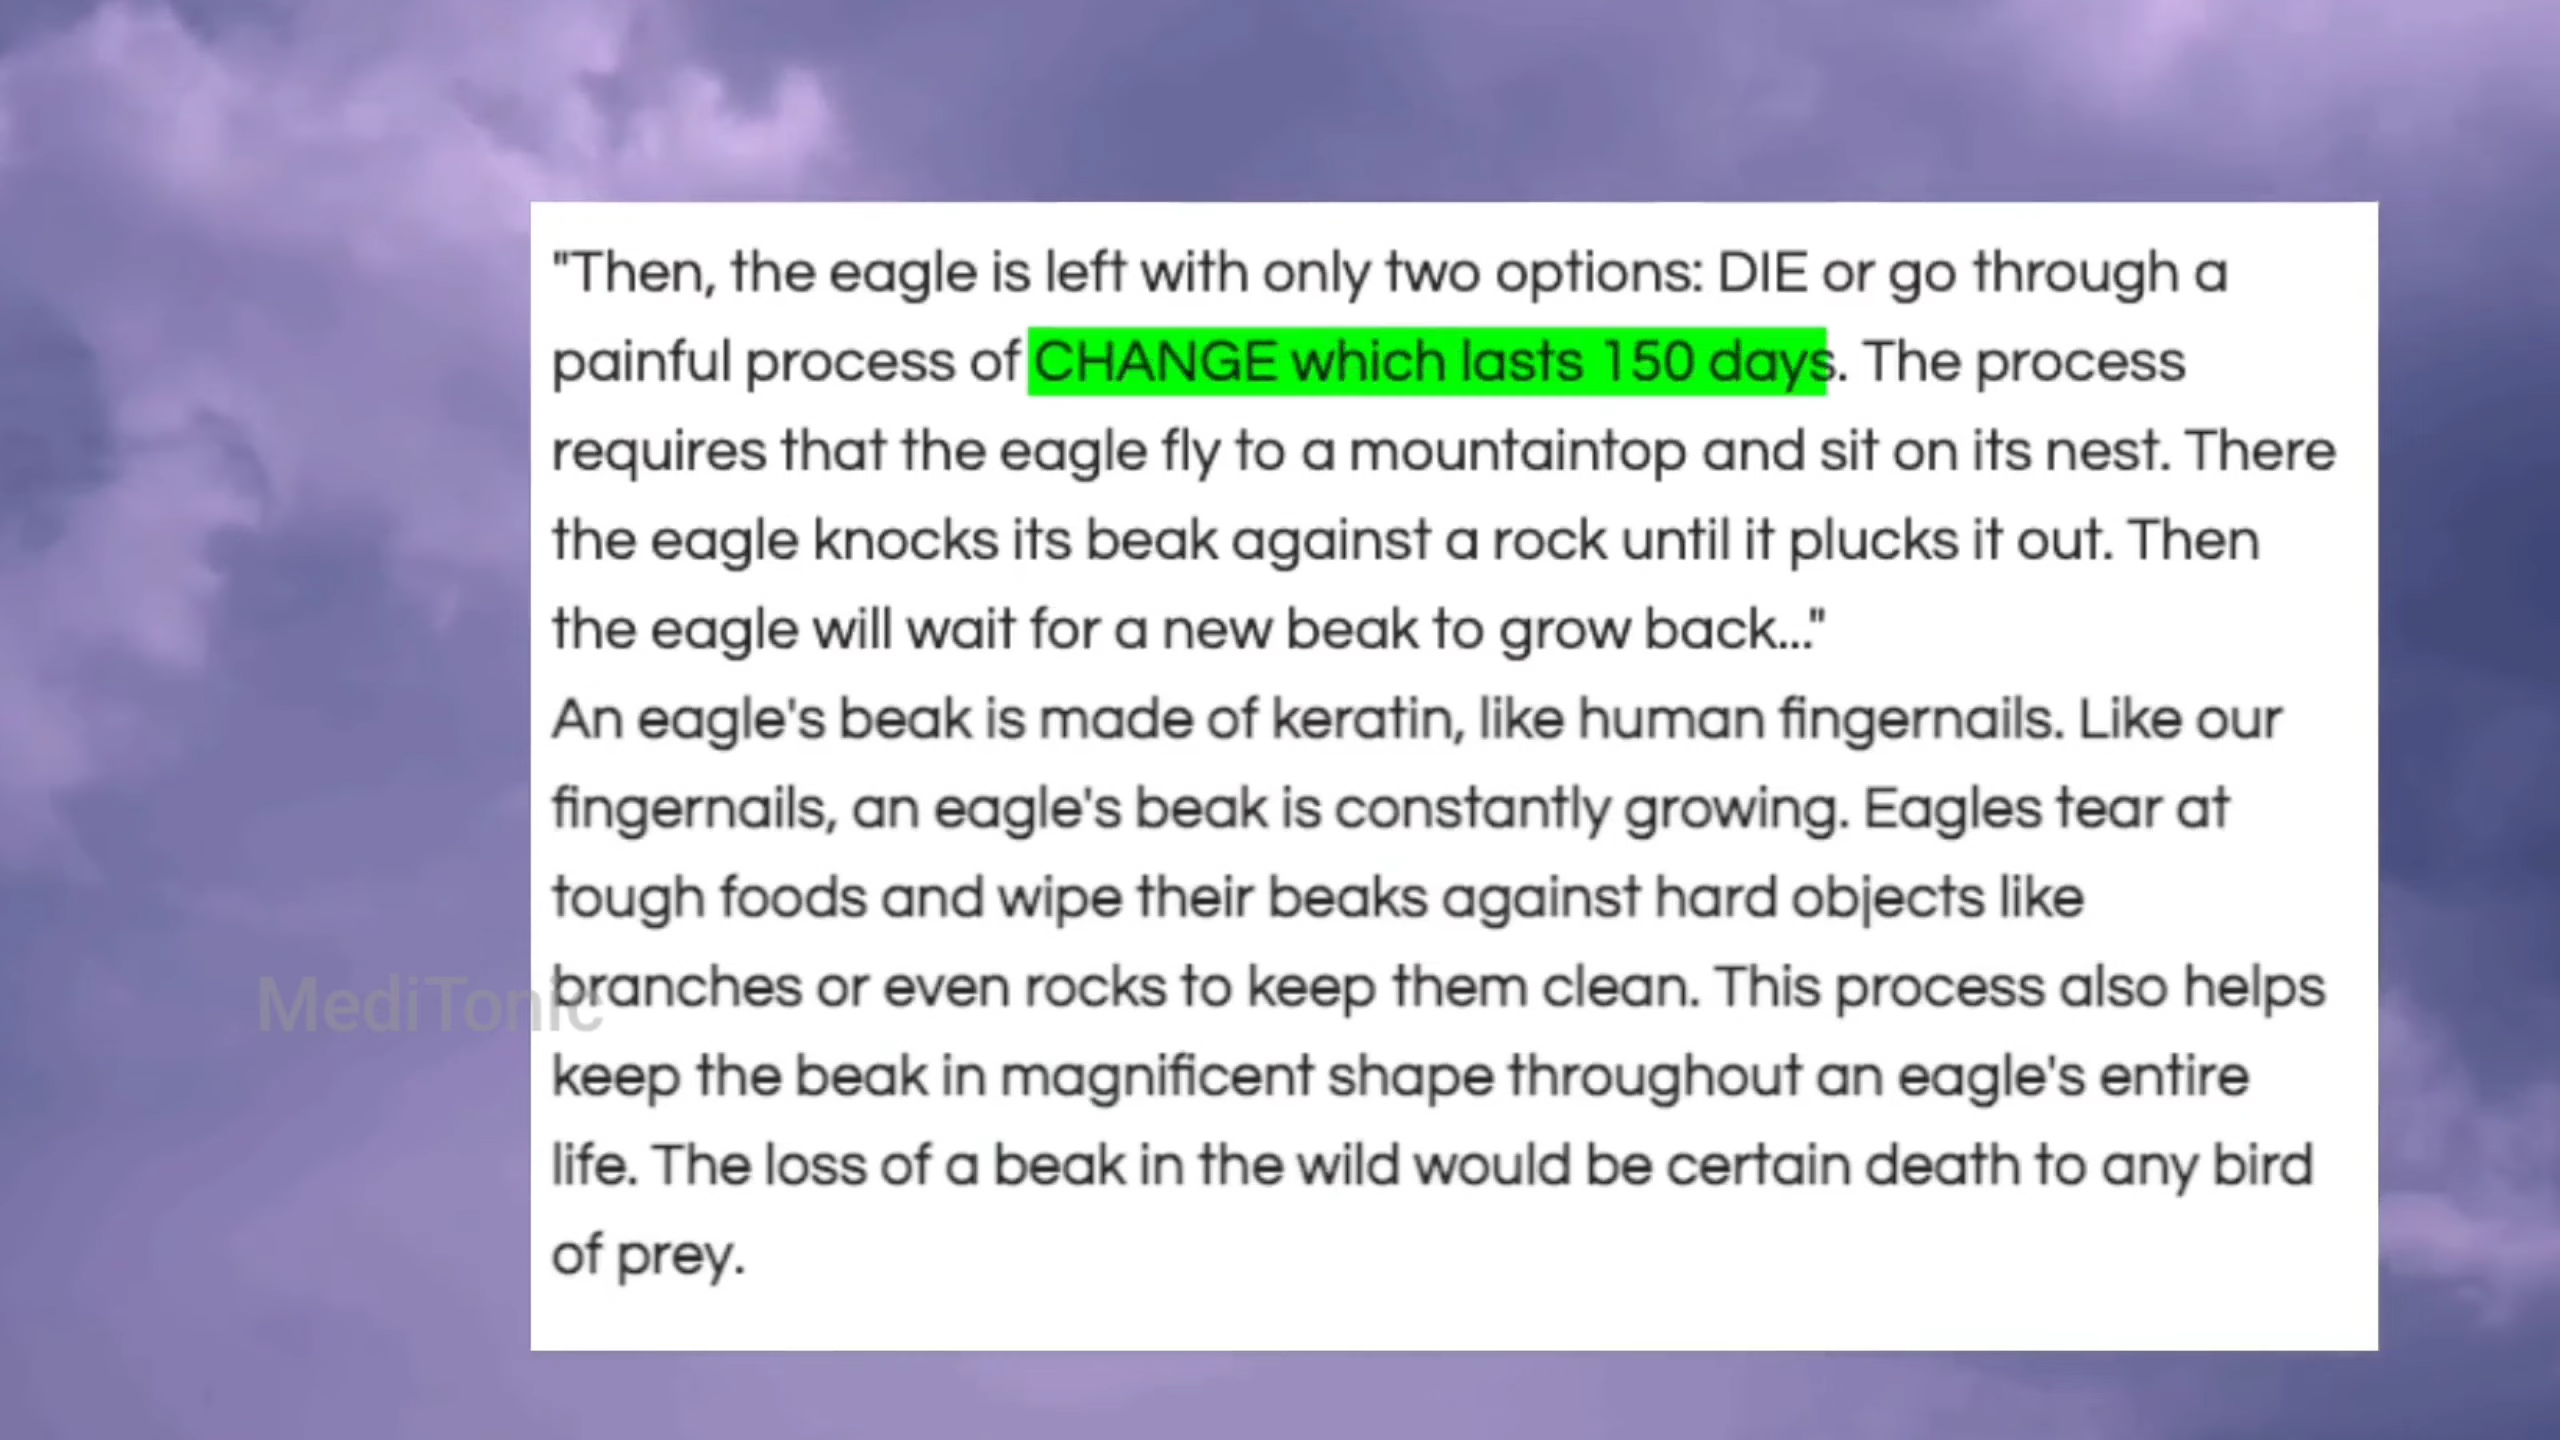 "Then, the eagle is left with only two options: DIE or go through a
painful process of CHANGE which lasts 150 days. The process
requires that the eagle fly to a mountaintop and sit on its nest. There
the eagle knocks its beak against a rock until it plucks it out. Then
the eagle will wait for a new beak to grow back..."
An eagle's beak is made of keratin, like human fingernails. Like our
fingernails, an eagle's beak is constantly growing. Eagles tear at
tough foods and wipe their beaks against hard objects like
branches or even rocks to keep them clean. This process also helps
keep the beak in magnificent shape throughout an eagle's entire
life. The loss of a beak in the wild would be certain death to any bird
of prey.
MediTonic